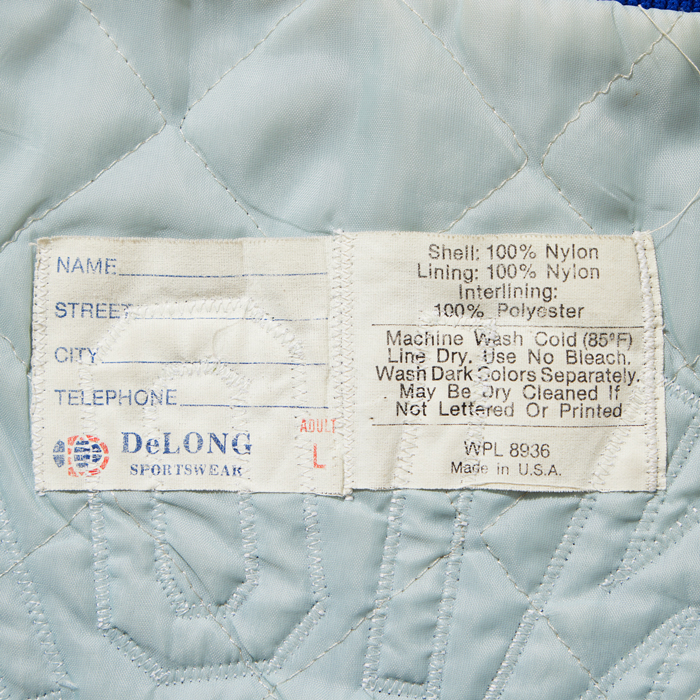 NAME
STREET
CITY
TELEPHONE
DeLONG
SPORTSWEAR
ADULT
L
Shell: 100% Nylon
Lining: 100% Nylon
Interlining:
100% Polyester
Machine Wash Cold (85°F)
Line Dry. Use No Bleach.
Wash Dark Colors Separately.
May Be Dry Cleaned If
Not Lettered Or Printed
WPL 8936
Made in U.S.A.